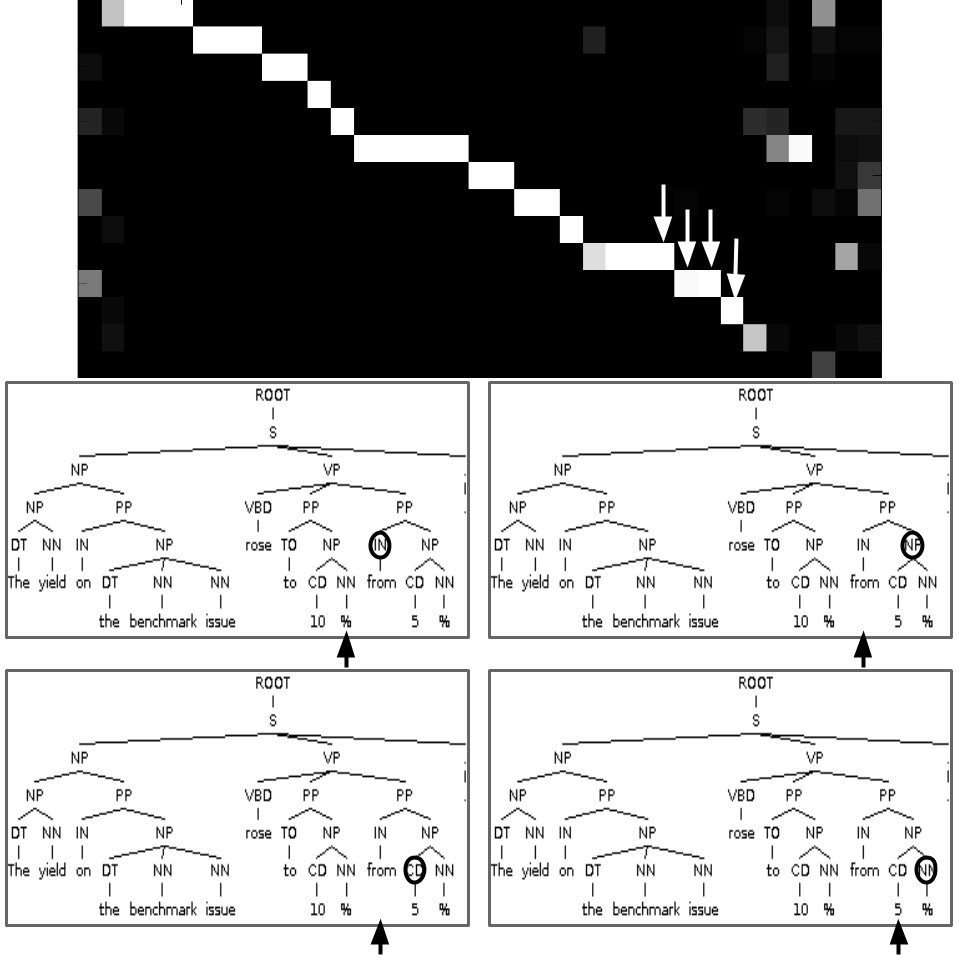 ROOT
S
NP VP
NP PP VBD PP PP
DT NN IN NP rose TO NP IN NP
The yield on DT NN NN to CD NN from CD NN
the benchmark issue 10 % 5 %
ROOT
S
NP VP
NP PP VBD PP PP
DT NN IN NP rose TO NP IN NP
The yield on DT NN NN to CD NN from CD NN
the benchmark issue 10 % 5 %
ROOT
S
NP VP
NP PP VBD PP PP
DT NN IN NP rose TO NP IN NP
The yield on DT NN NN to CD NN from CD NN
the benchmark issue 10 % 5 %
ROOT
S
NP VP
NP PP VBD PP PP
DT NN IN NP rose TO NP IN NP
The yield on DT NN NN to CD NN from CD NN
the benchmark issue 10 % 5 %